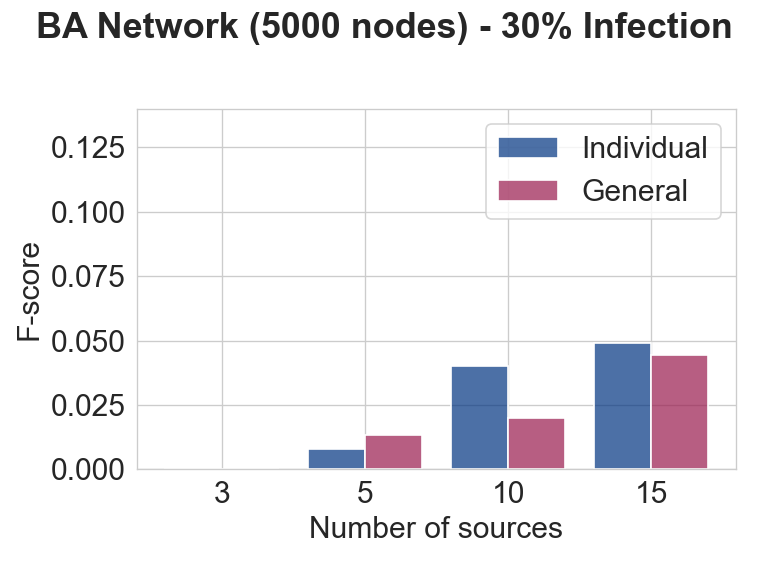 BA Network (5000 nodes) - 30% Infection
Individual
General
F-score
0.125
0.100
0.075
0.050
0.025
0.000
3 5 10 15
Number of sources